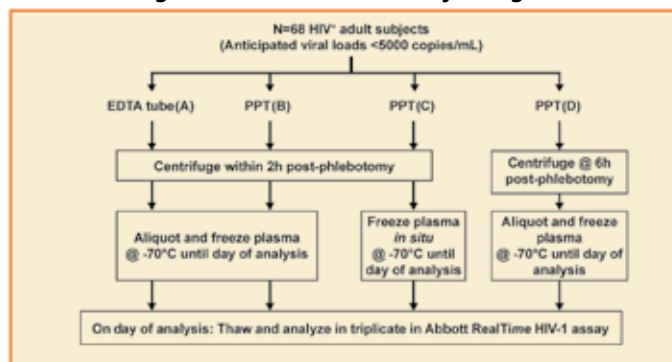 N=68 HIV+ adult subjects
(Anticipated viral loads <5000 copies/mL)
EDTA tube(A) PPT(B) PPT(C) PPT(D)
Centrifuge within 2h post-phlebotomy
Centrifuge @ 6h
post-phlebotomy
Aliquot and freeze plasma
@ -70°C until day of analysis
Freeze plasma
in situ
@ -70°C until
day of analysis
Aliquot and freeze
plasma
@ -70°C until day of
analysis
On day of analysis: Thaw and analyze in triplicate in Abbott RealTime HIV-1 assay